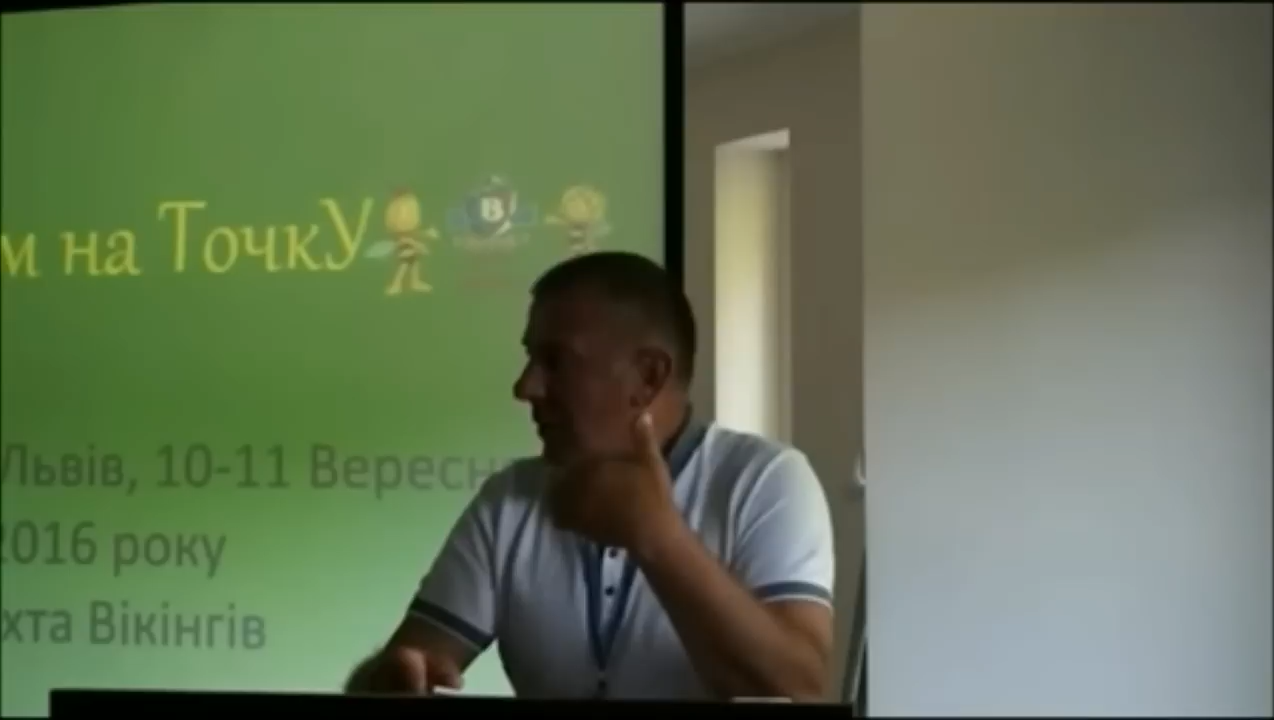 м на ТочкУ
В
Львів, 10-11 Вересн
2016 року
хта Вікінгів